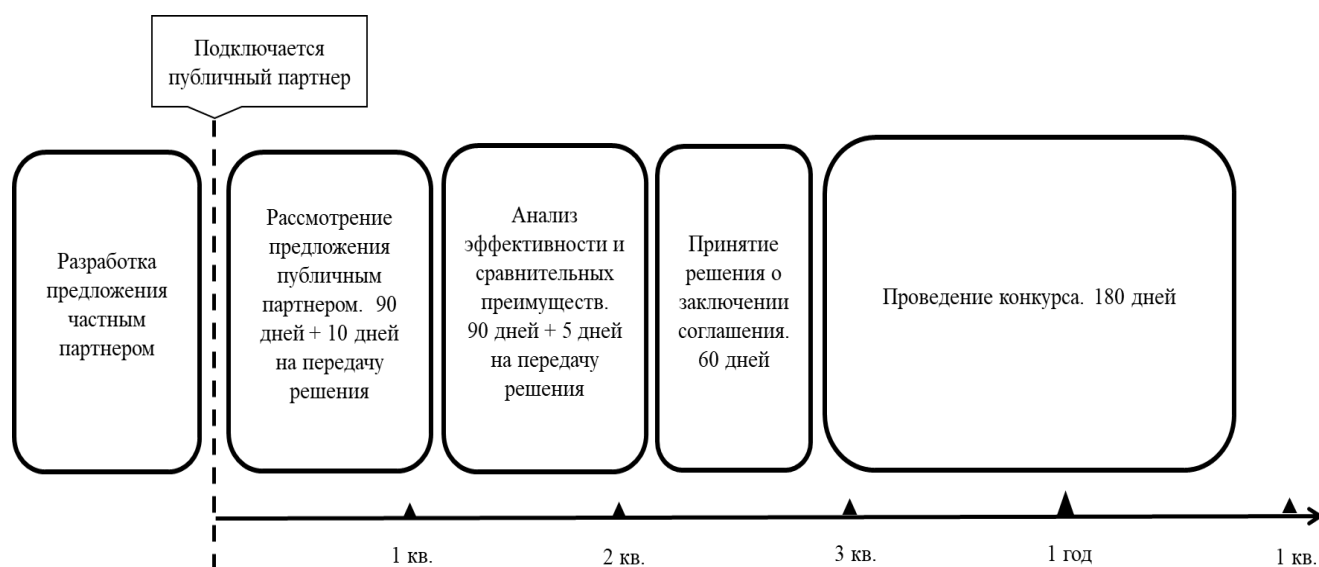 Подключается
публичный партнер
Разработка
предложения
частным
партнером
Рассмотрение
предложения
публичным
партнером. 90
дней + 10 дней
на передачу
решения
Анализ
эффективности и
сравнительных
преимуществ.
90 дней + 5 дней
на передачу
решения
Принятие
решения о
заключении
соглашения.
60 дней
Проведение конкурса. 180 дней
1 кв.
2 кв.
3 кв.
1 год
1 кв.